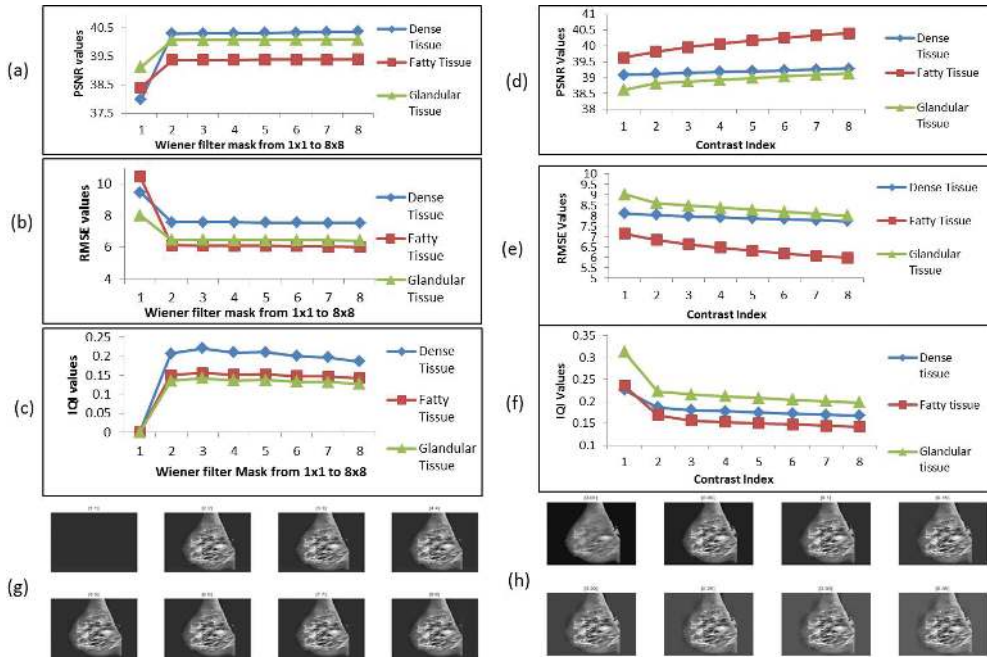 (a)
PSNR values
40.5
39.5
38.5
37.5
1 2 3 4 5 6 7 8
Wiener filter mask from 1x1 to 8x8
Dense
Tissue
Fatty Tissue
Glandular
Tissue
(b)
RMSE values
10
8
6
4
1 2 3 4 5 6 7 8
Wiener filter mask from 1x1 to 8x8
Dense
Tissue
Fatty
Tissue
Glandular
Tissue
(c)
IQI values
0.25
0.2
0.15
0.1
0.05
0
1 2 3 4 5 6 7 8
Wiener filter Mask from 1x1 to 8x8
Dense
Tissue
Fatty
Tissue
Glandular
Tissue
(d)
PSNR values
41
40.5
40
39.5
39
38.5
38
1 2 3 4 5 6 7 8
Contrast Index
Dense
Tissue
Fatty Tissue
Glandular
Tissue
(e)
RMSE Values
9.5
9
8.5
8
7.5
7
6.5
6
5.5
5
1 2 3 4 5 6 7 8
Contrast Index
Dense Tissue
Fatty Tissue
Glandular
Tissue
(f)
IQI Values
0.35
0.3
0.25
0.2
0.15
0.1
1 2 3 4 5 6 7 8
Contrast Index
Dense
tissue
Fatty tissue
Glandular
tissue
(g)
(h)